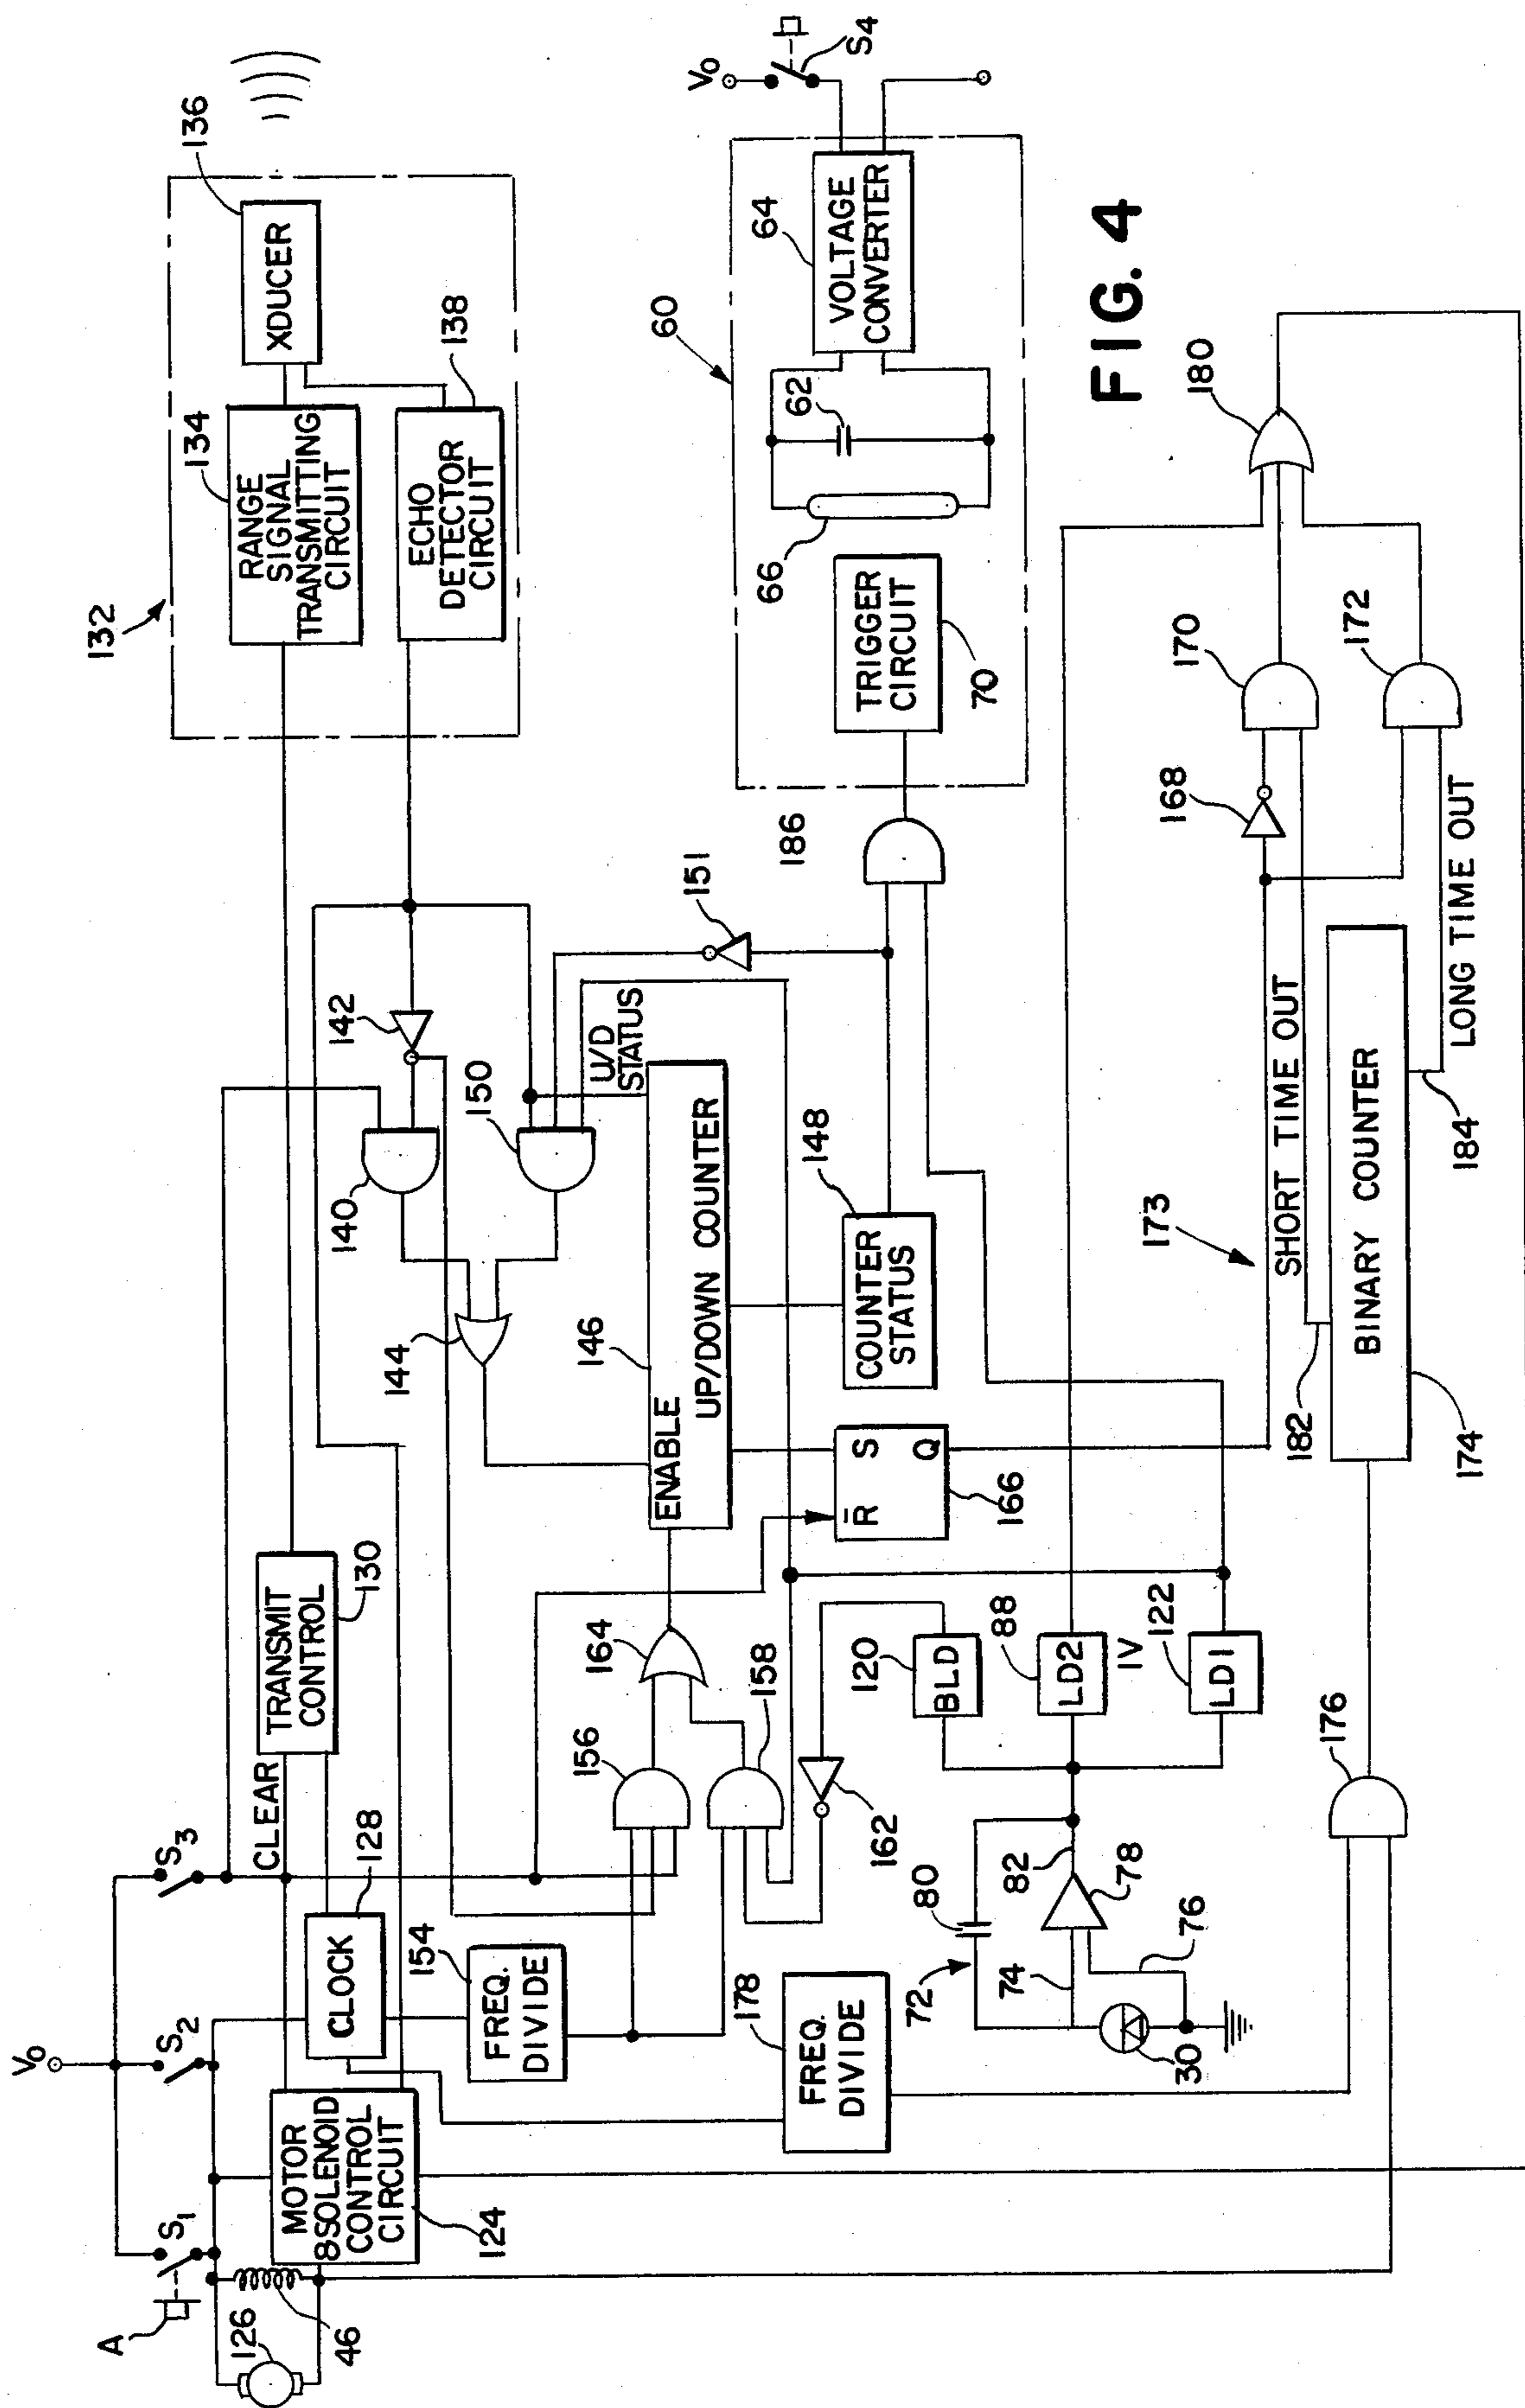 FIG. 4
V₀
S₁
S₂
S₃
A
126
46
MOTOR
&SOLENOID
CONTROL
CIRCUIT
124
CLOCK
128
CLEAR
TRANSMIT
CONTROL
130
132
RANGE
SIGNAL
TRANSMITTING
CIRCUIT
134
XDUCER
136
ECHO
DETECTOR
CIRCUIT
138
140
142
144
150
151
FREQ.
DIVIDE
154
156
158
162
164
ENABLE
UP/DOWN COUNTER
146
U/D
STATUS
COUNTER
STATUS
148
R̅
S
Q
166
186
60
TRIGGER
CIRCUIT
70
66
62
VOLTAGE
CONVERTER
64
V₀
S4
FREQ.
DIVIDE
178
72
74
76
78
80
82
30
BLD
120
LD2
88
1V
LD1
122
176
173
BINARY COUNTER
174
182
184
SHORT TIME OUT
LONG TIME OUT
168
170
172
180